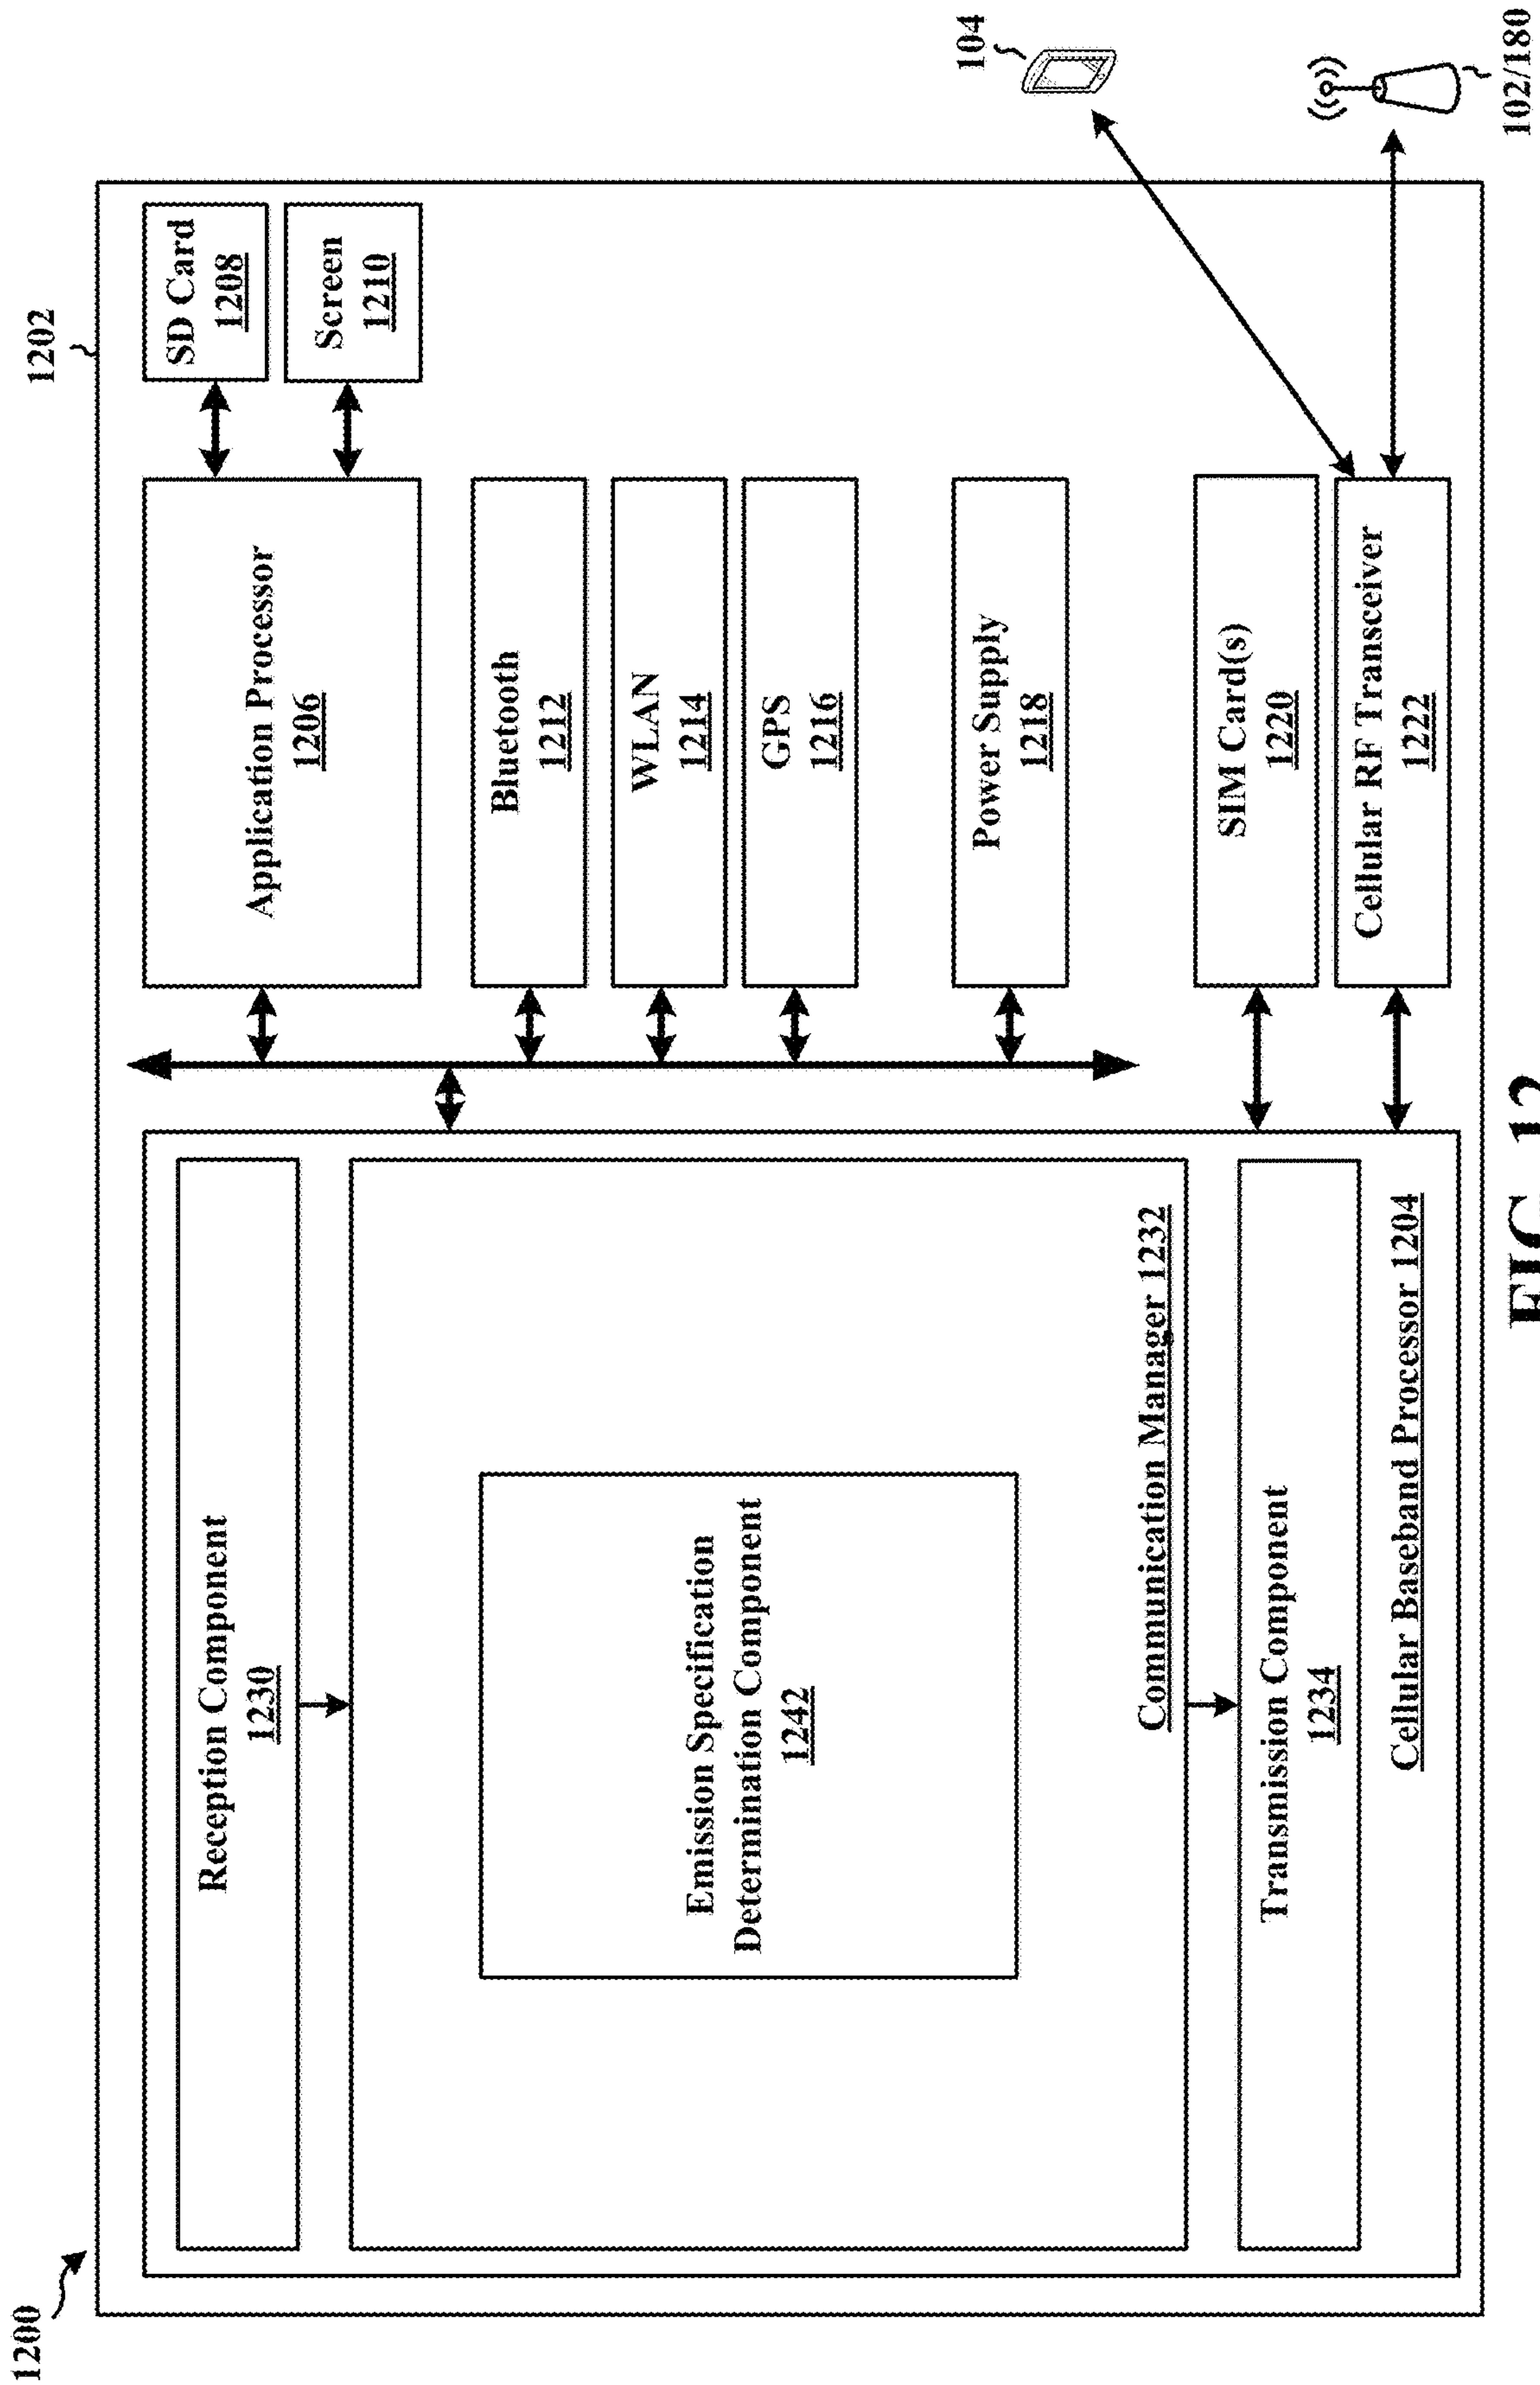 1200
1202
Reception Component
1230
Emission Specification
Determination Component
1242
Communication Manager 1232
Transmission Component
1234
Cellular Baseband Processor 1204
Application Processor
1206
SD Card
1208
Screen
1210
Bluetooth
1212
WLAN
1214
GPS
1216
Power Supply
1218
SIM Card(s)
1220
Cellular RF Transceiver
1222
104
102/180
FIG. 12